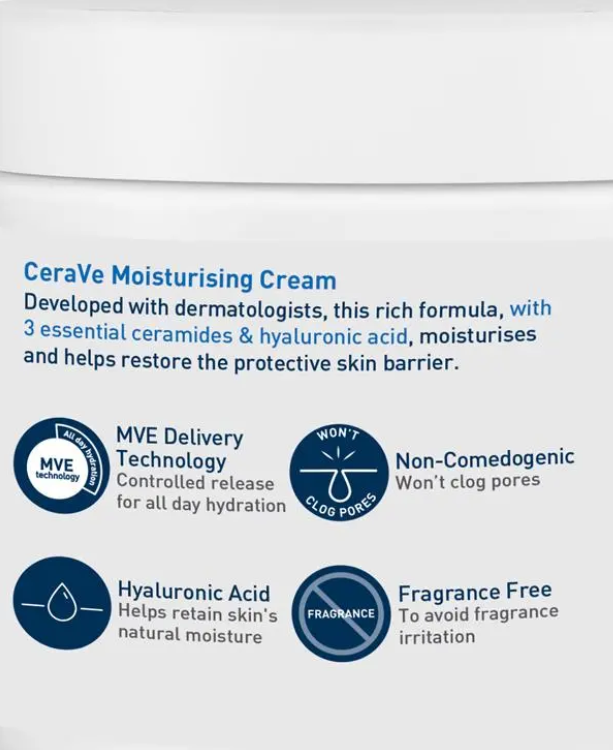 CeraVe Moisturising Cream
Developed with dermatologists, this rich formula, with
3 essential ceramides & hyaluronic acid, moisturises
and helps restore the protective skin barrier.
All day hydration
MVE
technology
MVE Delivery
Technology
Controlled release
for all day hydration
WON'T
CLOG PORES
Non-Comedogenic
Won't clog pores
Hyaluronic Acid
Helps retain skin's
natural moisture
FRAGRANCE
Fragrance Free
To avoid fragrance
irritation